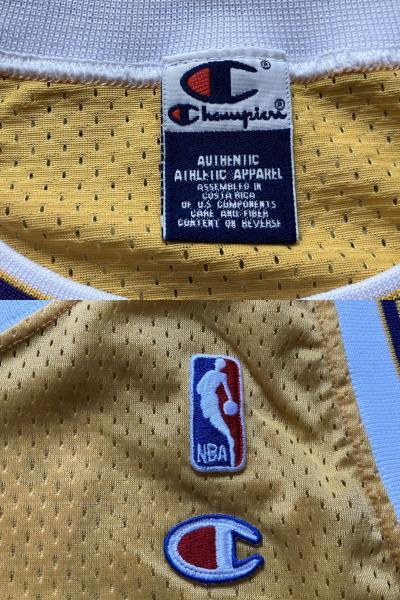 Champion®
AUTHENTIC
ATHLETIC APPAREL
ASSEMBLED IN
COSTA RICA
OF U.S COMPONENTS
CARE AND FIBER
CONTENT ON REVERSE
NBA